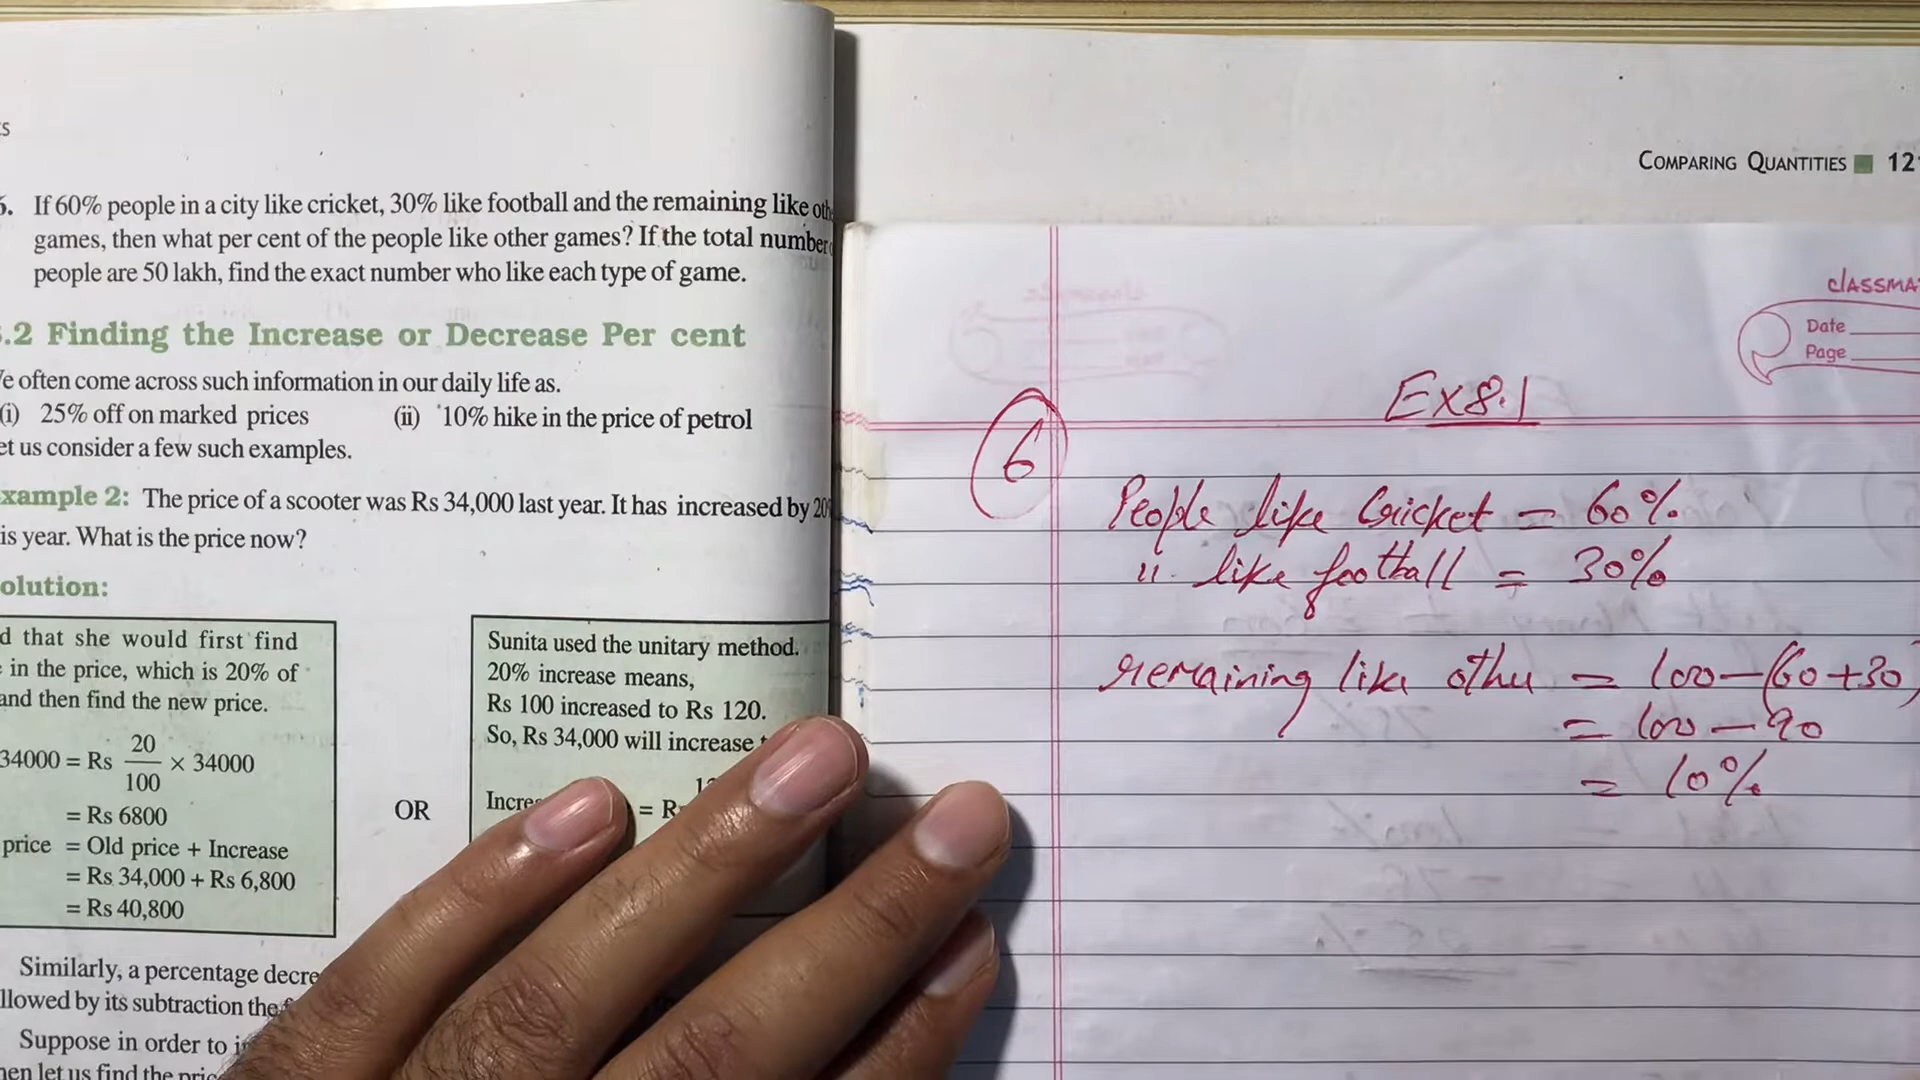 If 60% people in a city like cricket, 30% like football and the remaining like
games, then what per cent of the people like other games? If the total number
people are 50 lakh, find the exact number who like each type of game.
.2 Finding the Increase or Decrease Per cent
e often come across such information in our daily life as.
(i) 25% off on marked prices (ii) 10% hike in the price of petrol
et us consider a few such examples.
xample 2: The price of a scooter was Rs 34,000 last year. It has increased by 20%
is year. What is the price now?
olution:
d that she would first find
in the price, which is 20% of
and then find the new price.
34000 = Rs 20/100 × 34000
= Rs 6800
price = Old price + Increase
= Rs 34,000 + Rs 6,800
= Rs 40,800
OR
Sunita used the unitary method.
20% increase means,
Rs 100 increased to Rs 120.
So, Rs 34,000 will increase
= R
Similarly, a percentage decre
llowed by its subtraction the
Suppose in order to
hen let us find the pric
COMPARING QUANTITIES 12
CLASSMA
Date
Page
Ex 8.1
6
People like Cricket = 60%
" like football = 30%
remaining like other = 100-(60+30)
= 100-90
= 10%